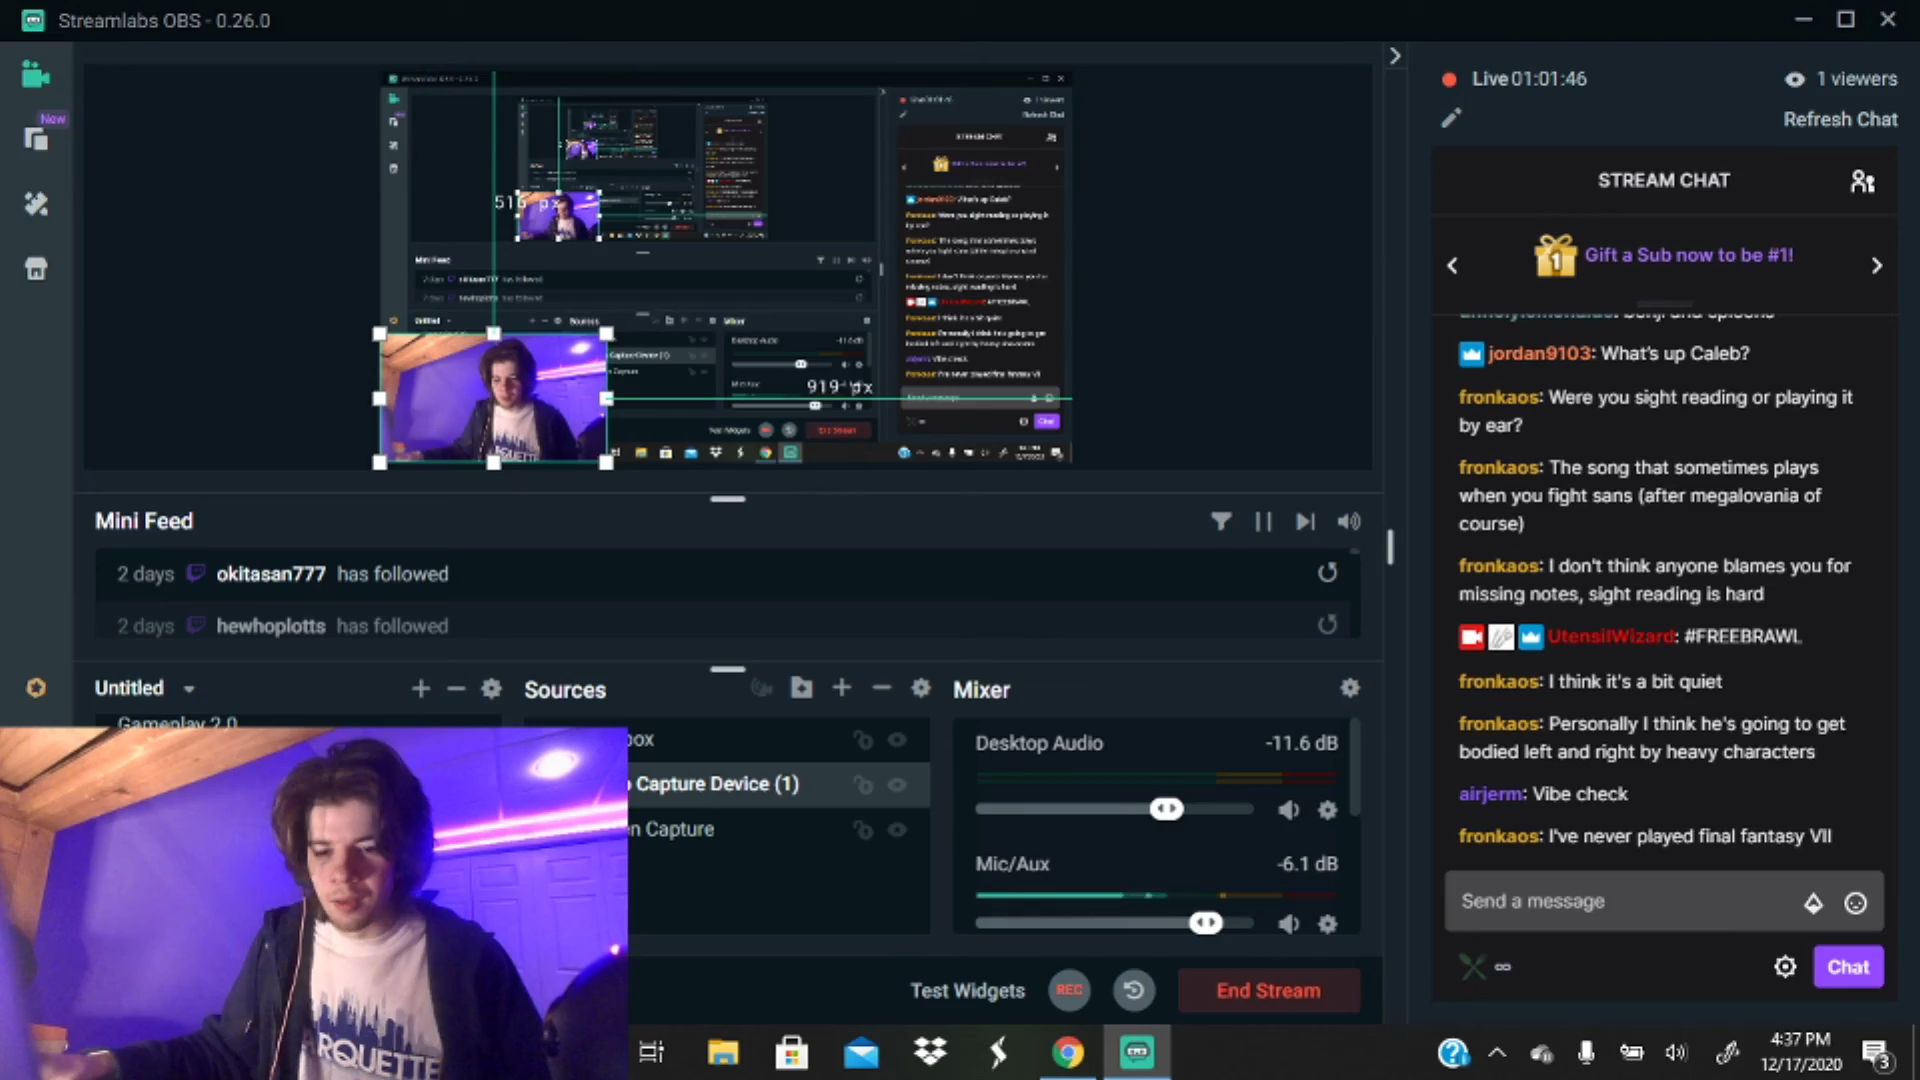 Streamlabs OBS - 0.26.0
Live 01:01:46
1 viewers
New
Refresh Chat
STREAM CHAT
Gift a Sub now to be #1!
jordan9103: What's up Caleb?
fronkaos: Were you sight reading or playing it
by ear?
fronkaos: The song that sometimes plays
when you fight sans (after megalovania of
course)
fronkaos: I don't think anyone blames you for
missing notes, sight reading is hard
UtensilWizard: #FREEBRAWL
fronkaos: I think it's a bit quiet
fronkaos: Personally I think he's going to get
bodied left and right by heavy characters
airjerm: Vibe check
fronkaos: I've never played final fantasy VII
Send a message
∞
Chat
516 px
919 px
Mini Feed
2 days okitasan777 has followed
2 days hewhoplotts has followed
Untitled
Gameplay 2.0
Sources
box
Capture Device (1)
n Capture
Mixer
Desktop Audio -11.6 dB
Mic/Aux -6.1 dB
Test Widgets
REC
End Stream
ARQUETTE
4:37 PM
12/17/2020
3